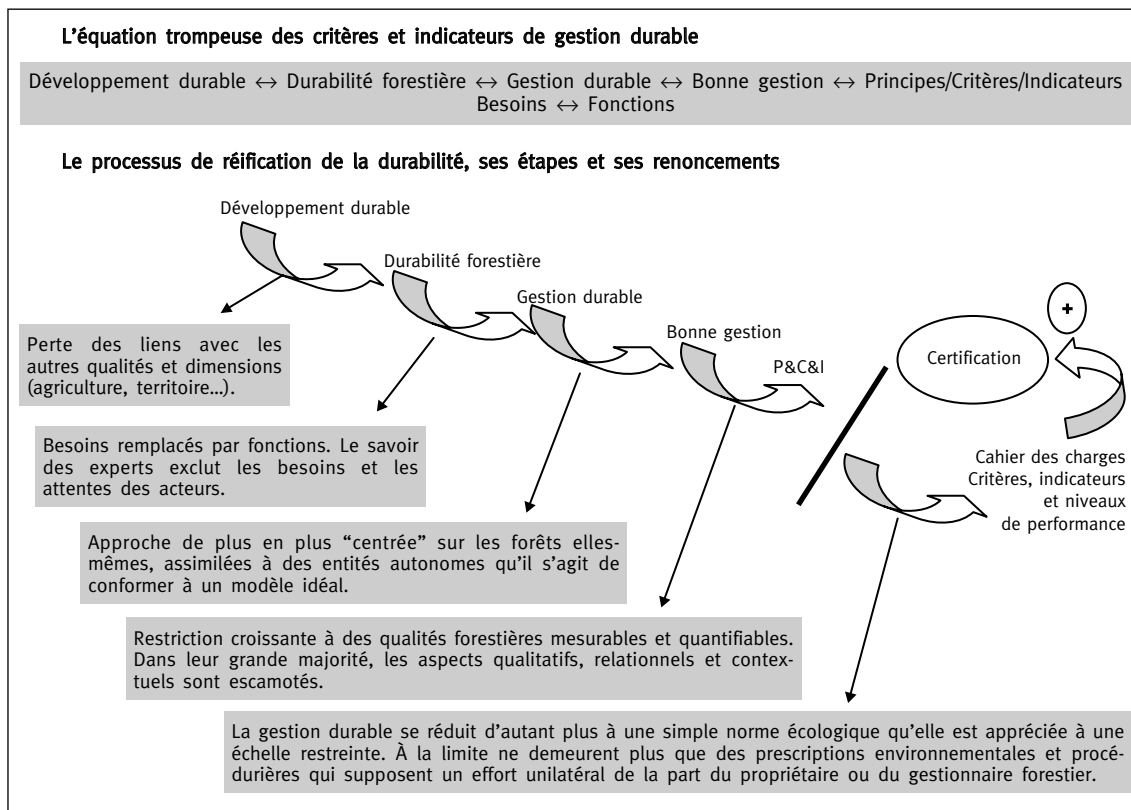 L'équation trompeuse des critères et indicateurs de gestion durable
Développement durable ↔ Durabilité forestière ↔ Gestion durable ↔ Bonne gestion ↔ Principes/Critères/Indicateurs
Besoins ↔ Fonctions
Le processus de réification de la durabilité, ses étapes et ses renoncements
Développement durable
Durabilité forestière
Gestion durable
Bonne gestion
P&C&I
+
Certification
Cahier des charges
Critères, indicateurs
et niveaux
de performance
Perte des liens avec les
autres qualités et dimensions
(agriculture, territoire...).
Besoins remplacés par fonctions. Le savoir
des experts exclut les besoins et les
attentes des acteurs.
Approche de plus en plus “centrée” sur les forêts elles-
mêmes, assimilées à des entités autonomes qu'il s'agit de
conformer à un modèle idéal.
Restriction croissante à des qualités forestières mesurables et quantifiables.
Dans leur grande majorité, les aspects qualitatifs, relationnels et contex-
tuels sont escamotés.
La gestion durable se réduit d'autant plus à une simple norme écologique qu'elle est appréciée à une
échelle restreinte. À la limite ne demeurent plus que des prescriptions environnementales et procé-
durières qui supposent un effort unilatéral de la part du propriétaire ou du gestionnaire forestier.